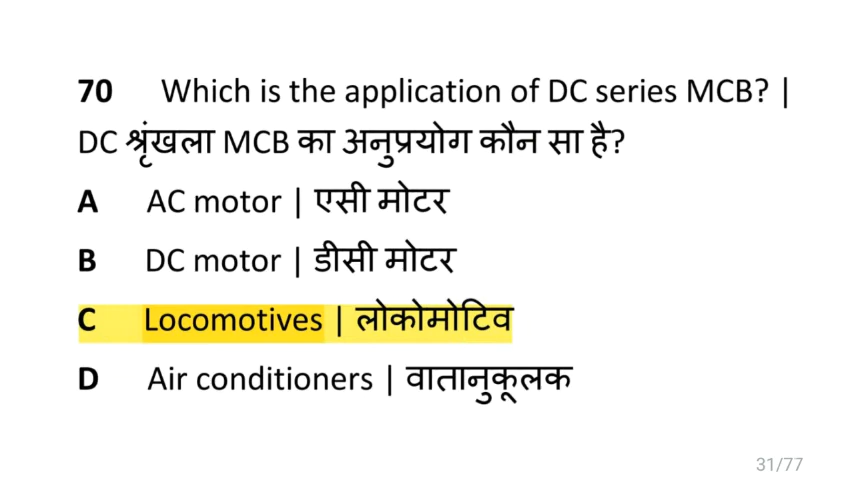 70 Which is the application of DC series MCB? |
DC श्रृंखला MCB का अनुप्रयोग कौन सा है?
A AC motor | एसी मोटर
B DC motor | डीसी मोटर
C Locomotives | लोकोमोटिव
D Air conditioners | वातानुकूलक
31/77